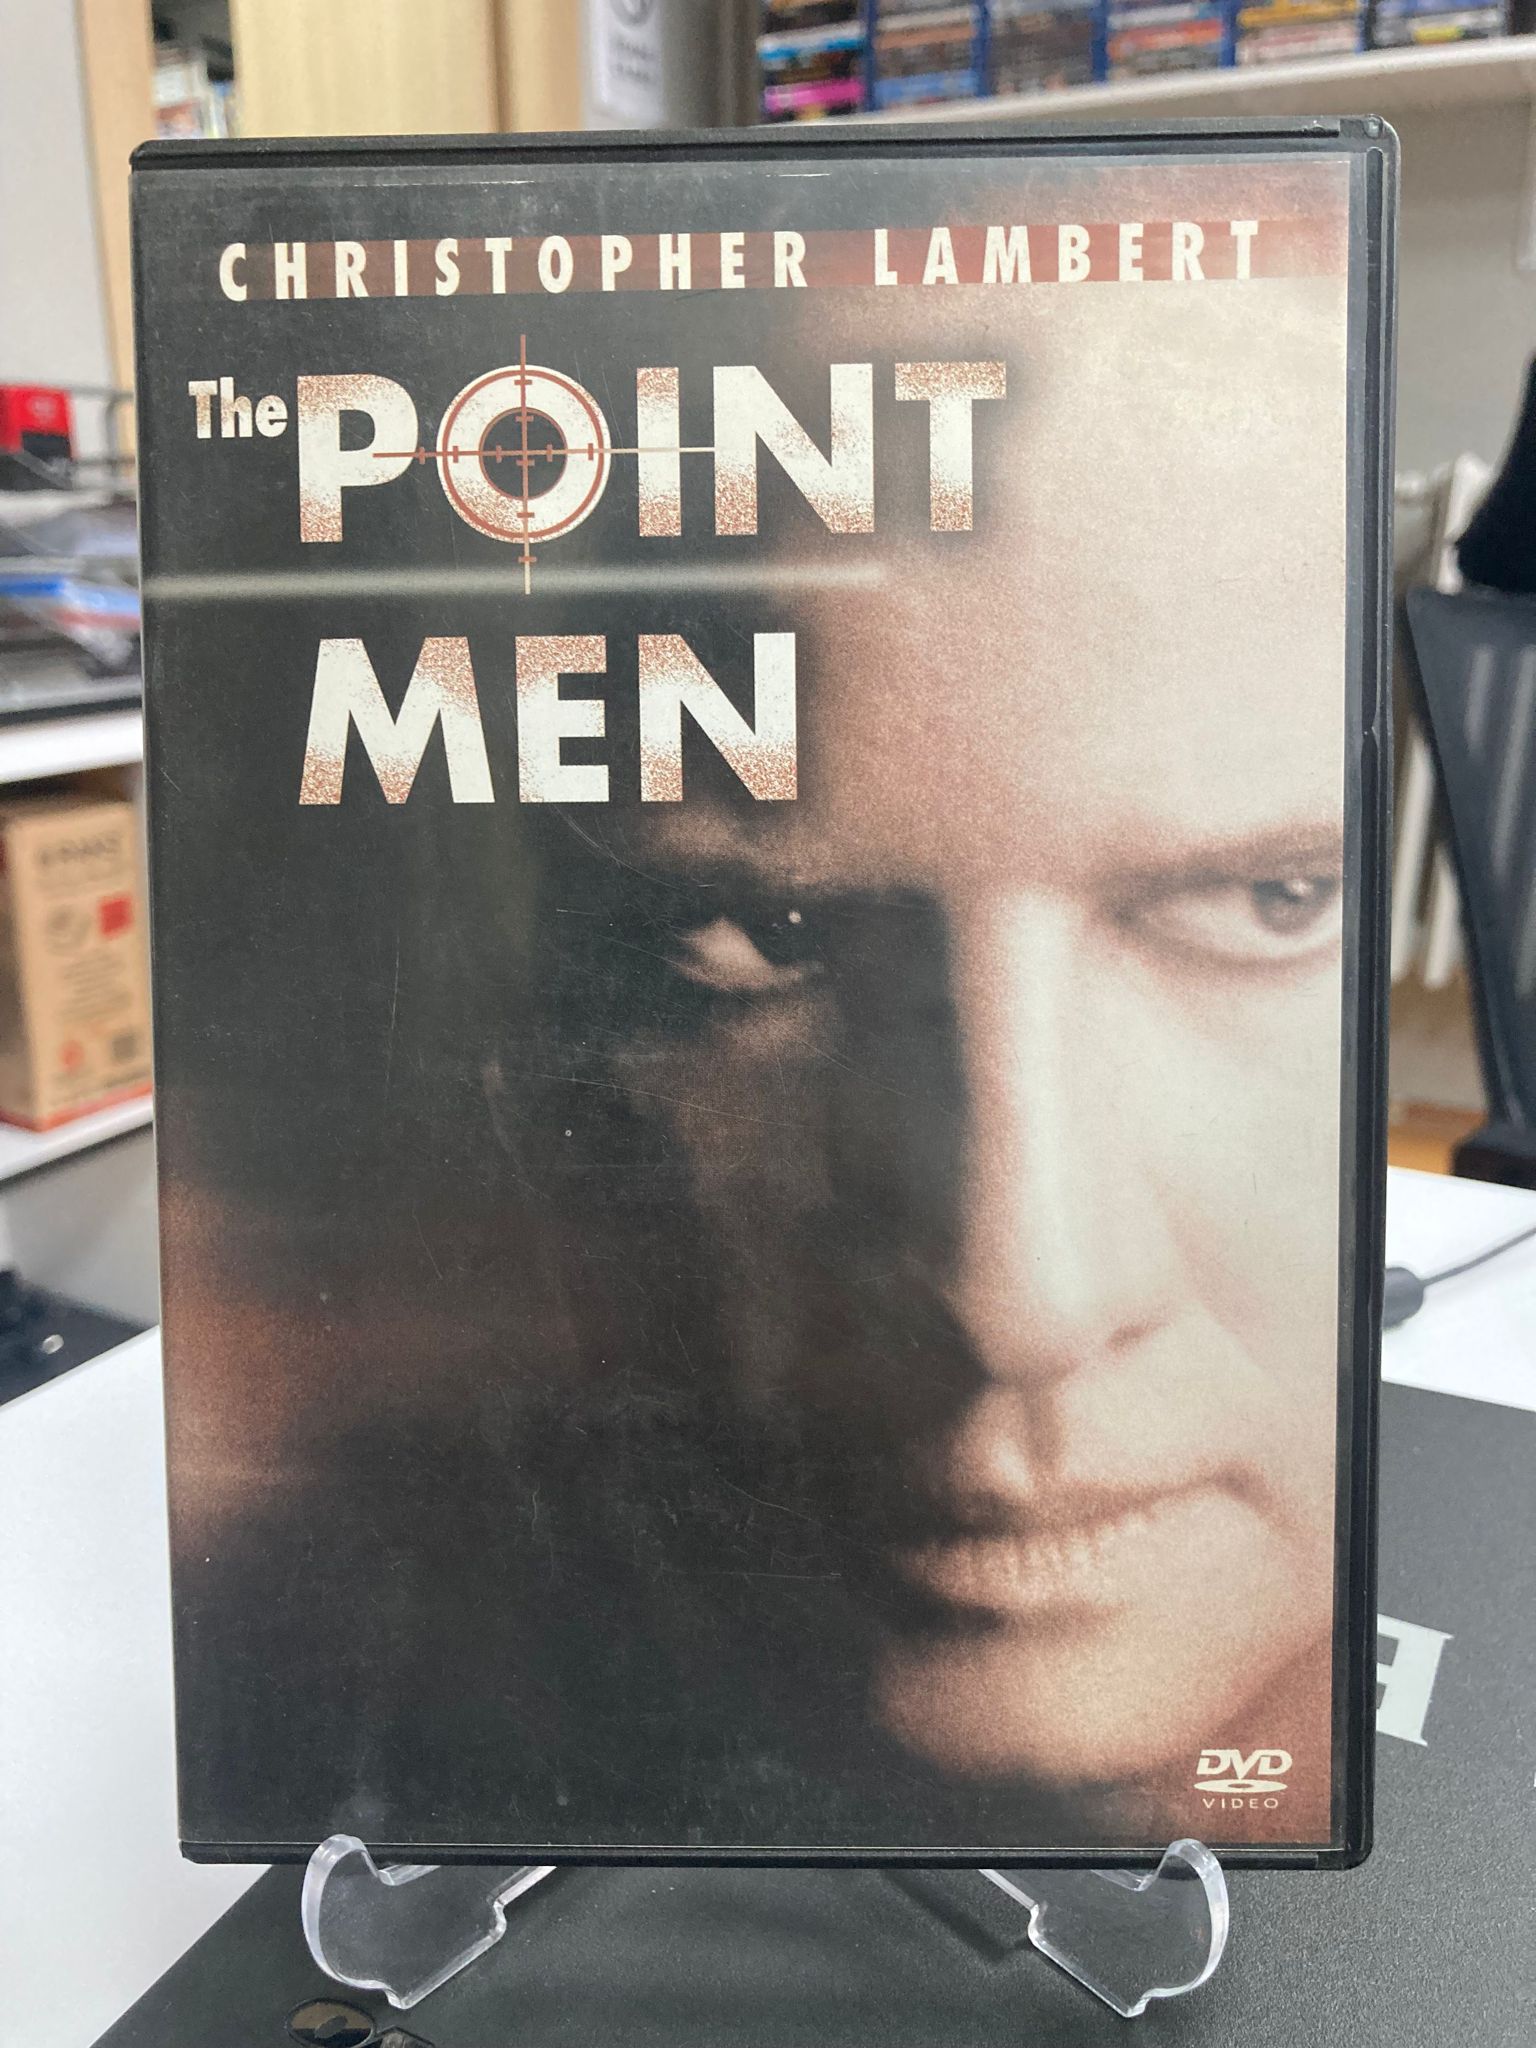 CHRISTOPHER LAMBERT
The POINT
MEN
DVD
VIDEO